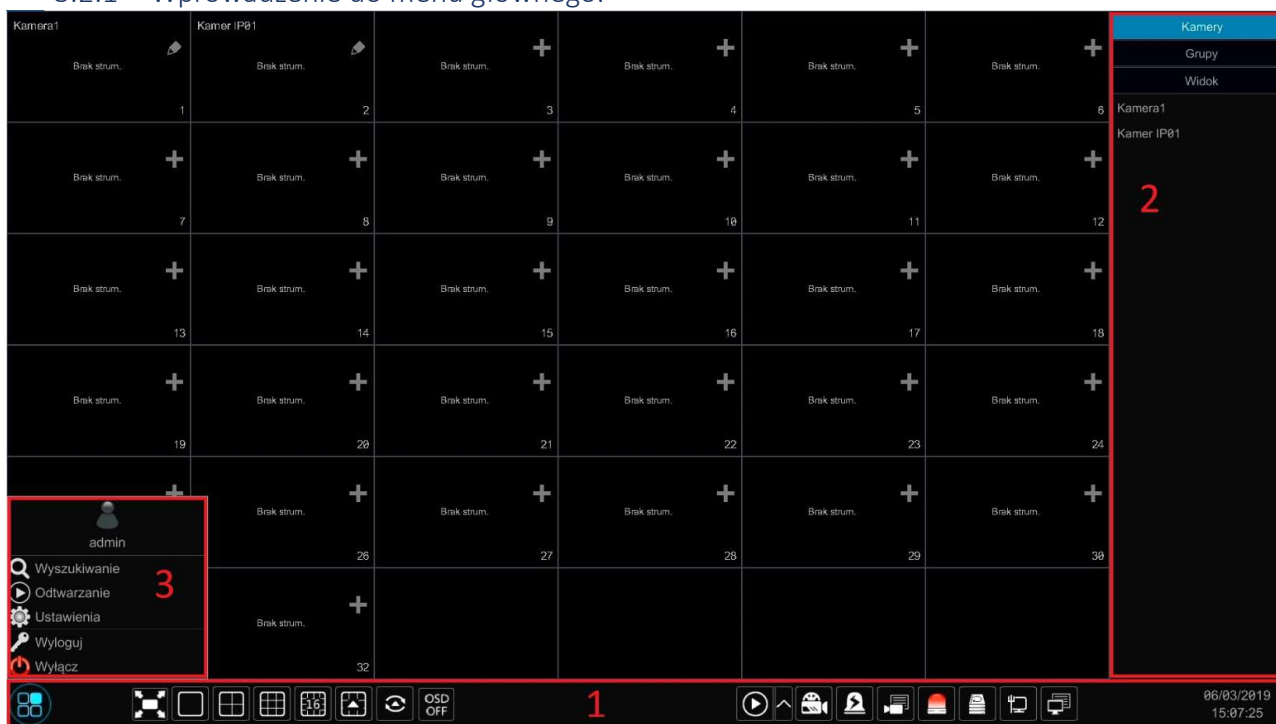 Kamera1 Kamer IP01
Brak strum. Brak strum. Brak strum. Brak strum. Brak strum. Brak strum.
1 2 3 4 5 6
Brak strum. Brak strum. Brak strum. Brak strum. Brak strum. Brak strum.
7 8 9 10 11 12
Brak strum. Brak strum. Brak strum. Brak strum. Brak strum. Brak strum.
13 14 15 16 17 18
Brak strum. Brak strum. Brak strum. Brak strum. Brak strum. Brak strum.
19 20 21 22 23 24
Brak strum. Brak strum. Brak strum. Brak strum. Brak strum.
26 27 28 29 30
Brak strum.
32
Kamery
Grupy
Widok
Kamera1
Kamer IP01
2
admin
Wyszukiwanie
Odtwarzanie
Ustawienia
Wyloguj
Wyłącz
3
16
OSD
OFF
1
06/03/2019
15:07:25